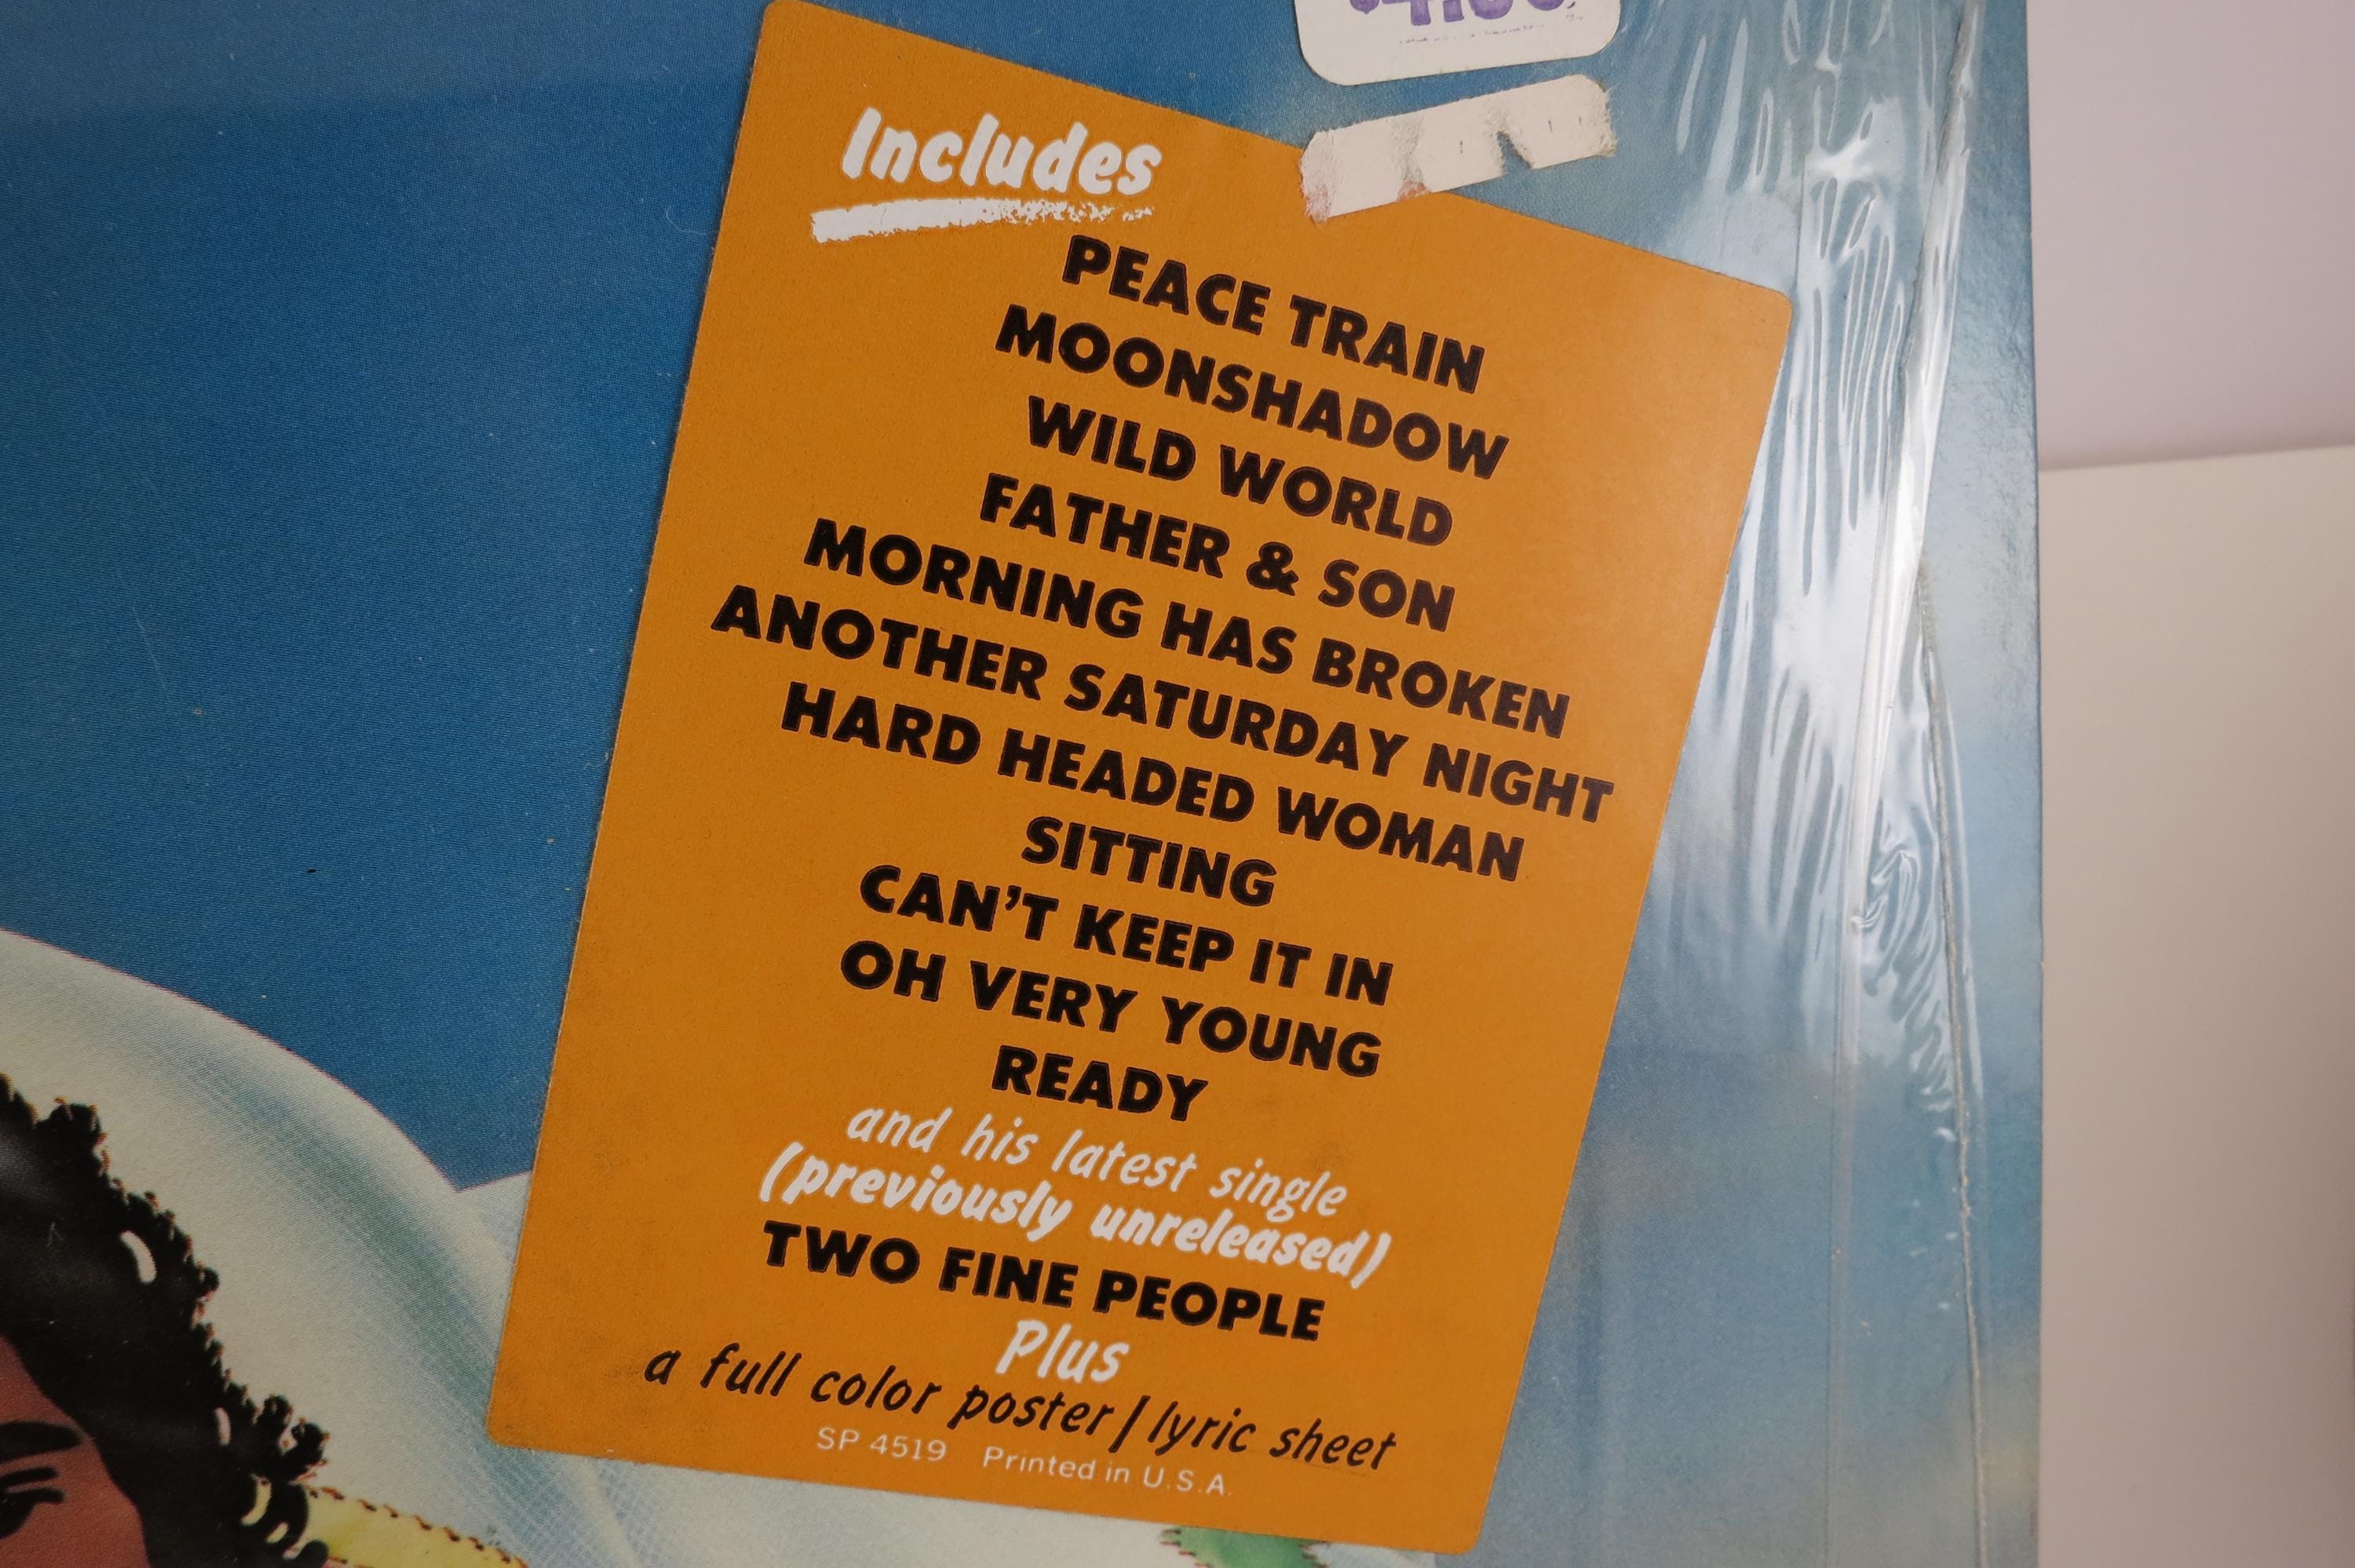 Includes
PEACE TRAIN
MOONSHADOW
WILD WORLD
FATHER & SON
MORNING HAS BROKEN
ANOTHER SATURDAY NIGHT
HARD HEADED WOMAN
SITTING
CAN'T KEEP IT IN
OH VERY YOUNG
READY
and his latest single
(previously unreleased)
TWO FINE PEOPLE
Plus
a full color poster/lyric sheet
SP 4519 Printed in U.S.A.